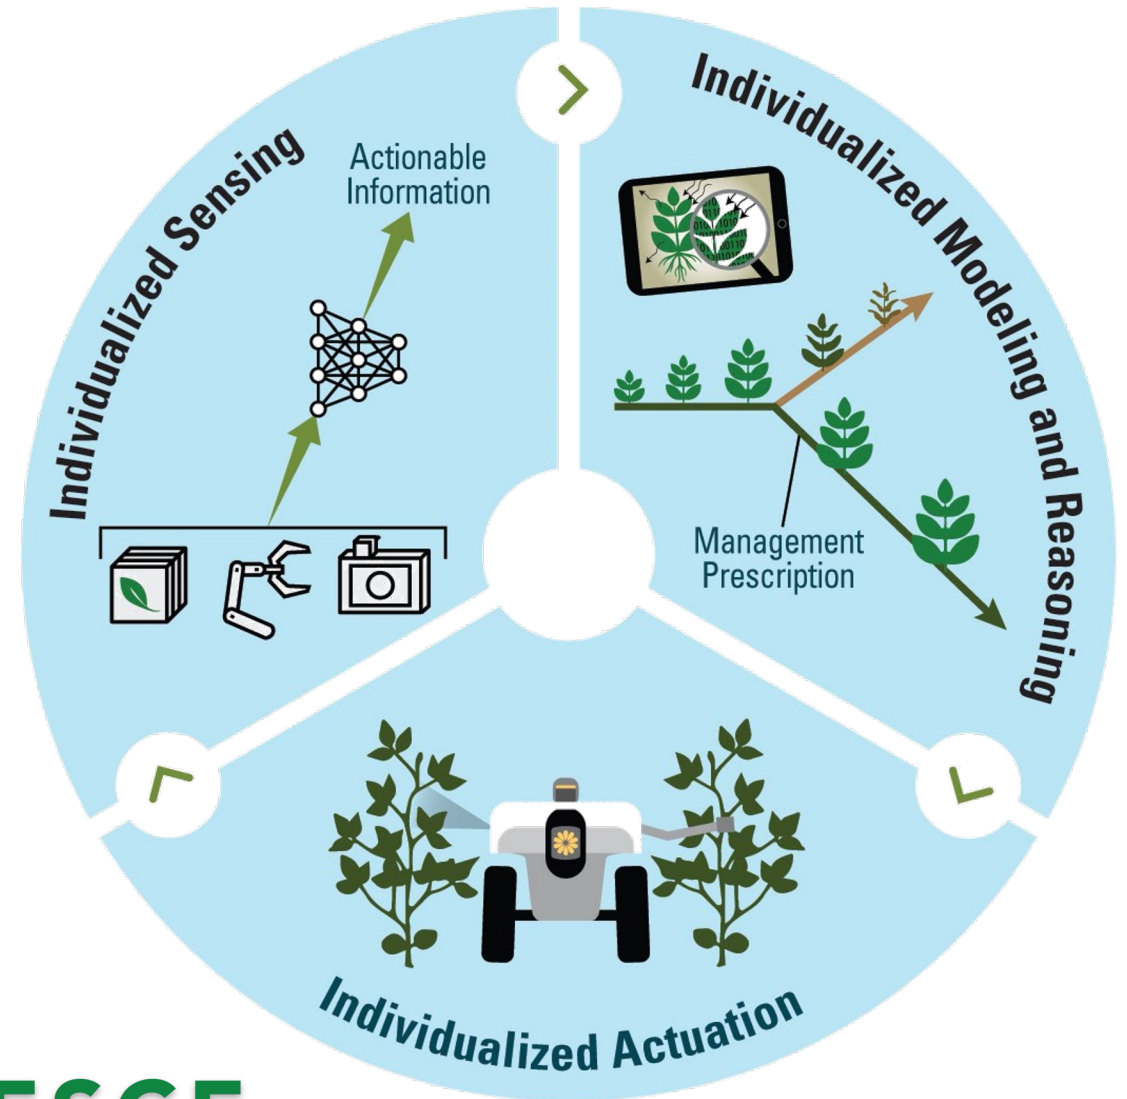 Individualized Sensing
Actionable
Information
Individualized Modeling and Reasoning
Management
Prescription
Individualized Actuation